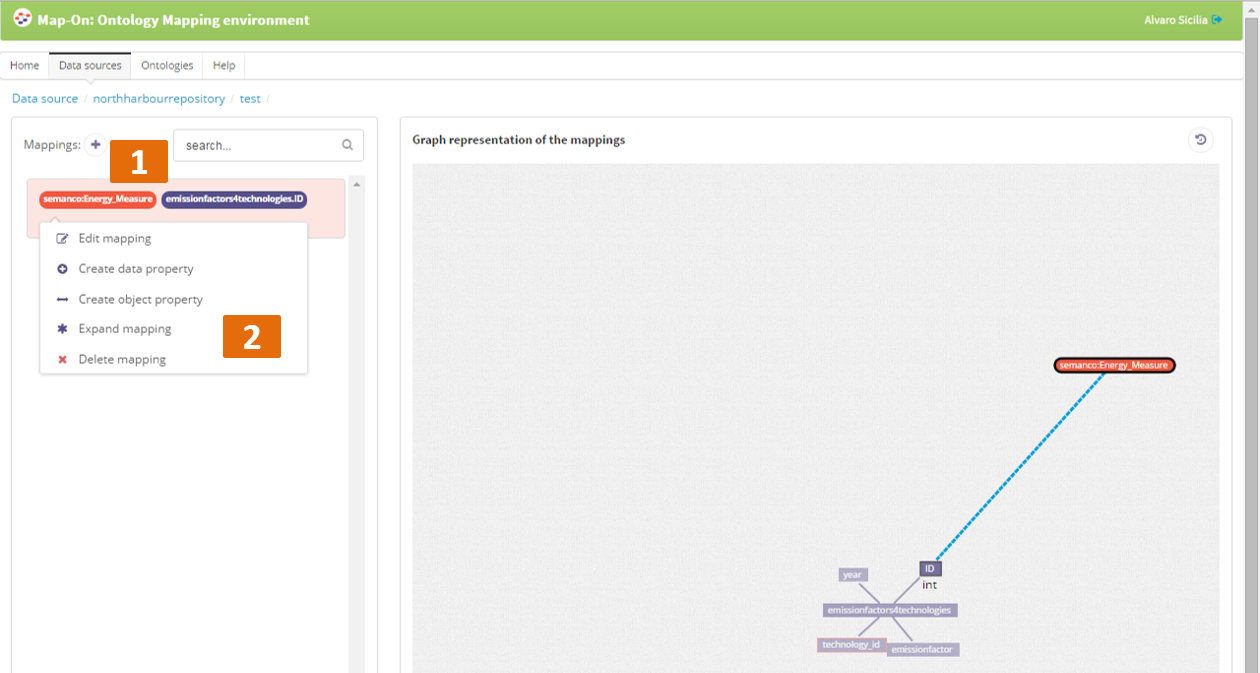 Map-On: Ontology Mapping environment
Alvaro Sicilia
Home Data sources Ontologies Help
Data source / northharbourrepository / test /
Mappings:
1
search...
Graph representation of the mappings
semanco:Energy_Measure emissionfactors4technologies.ID
Edit mapping
Create data property
Create object property
Expand mapping
2
Delete mapping
semanco:Energy_Measure
ID
year
int
emissionfactors4technologies
technology_id
emissionfactor